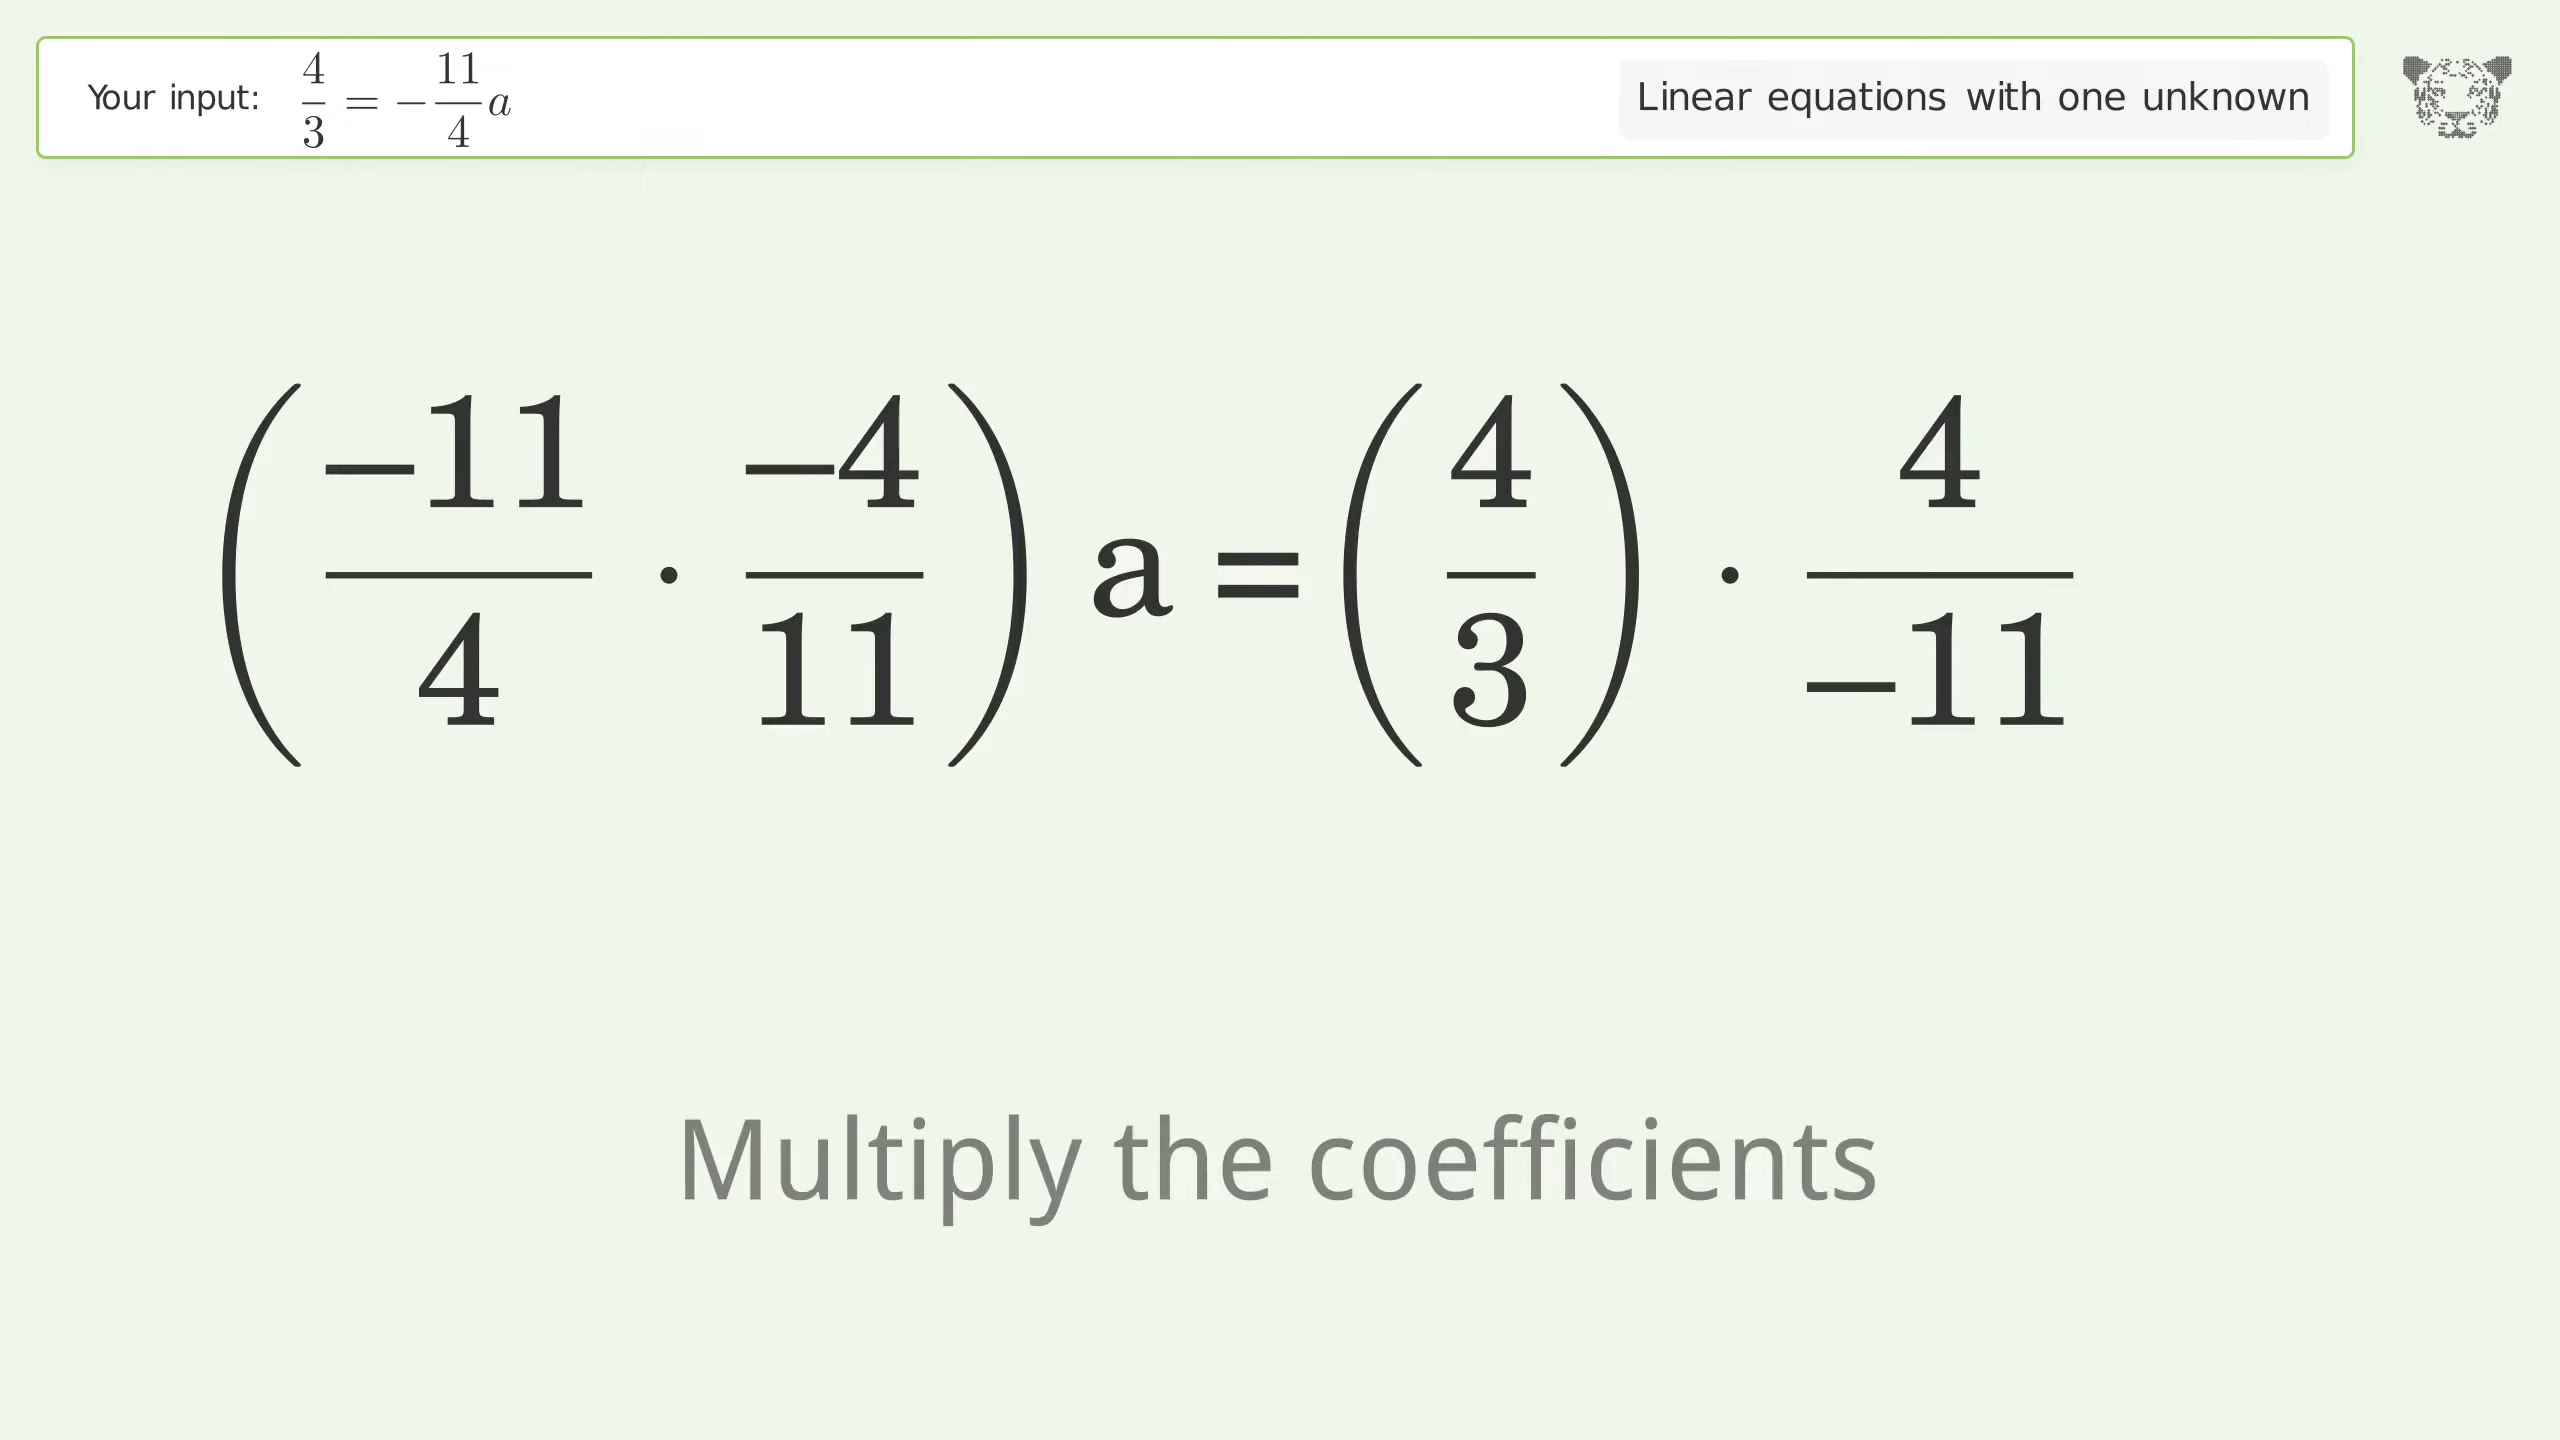 Your input: 4/3 = −11/4 a
Linear equations with one unknown
(−11/4 · −4/11) a = (4/3) · 4/−11
Multiply the coefficients